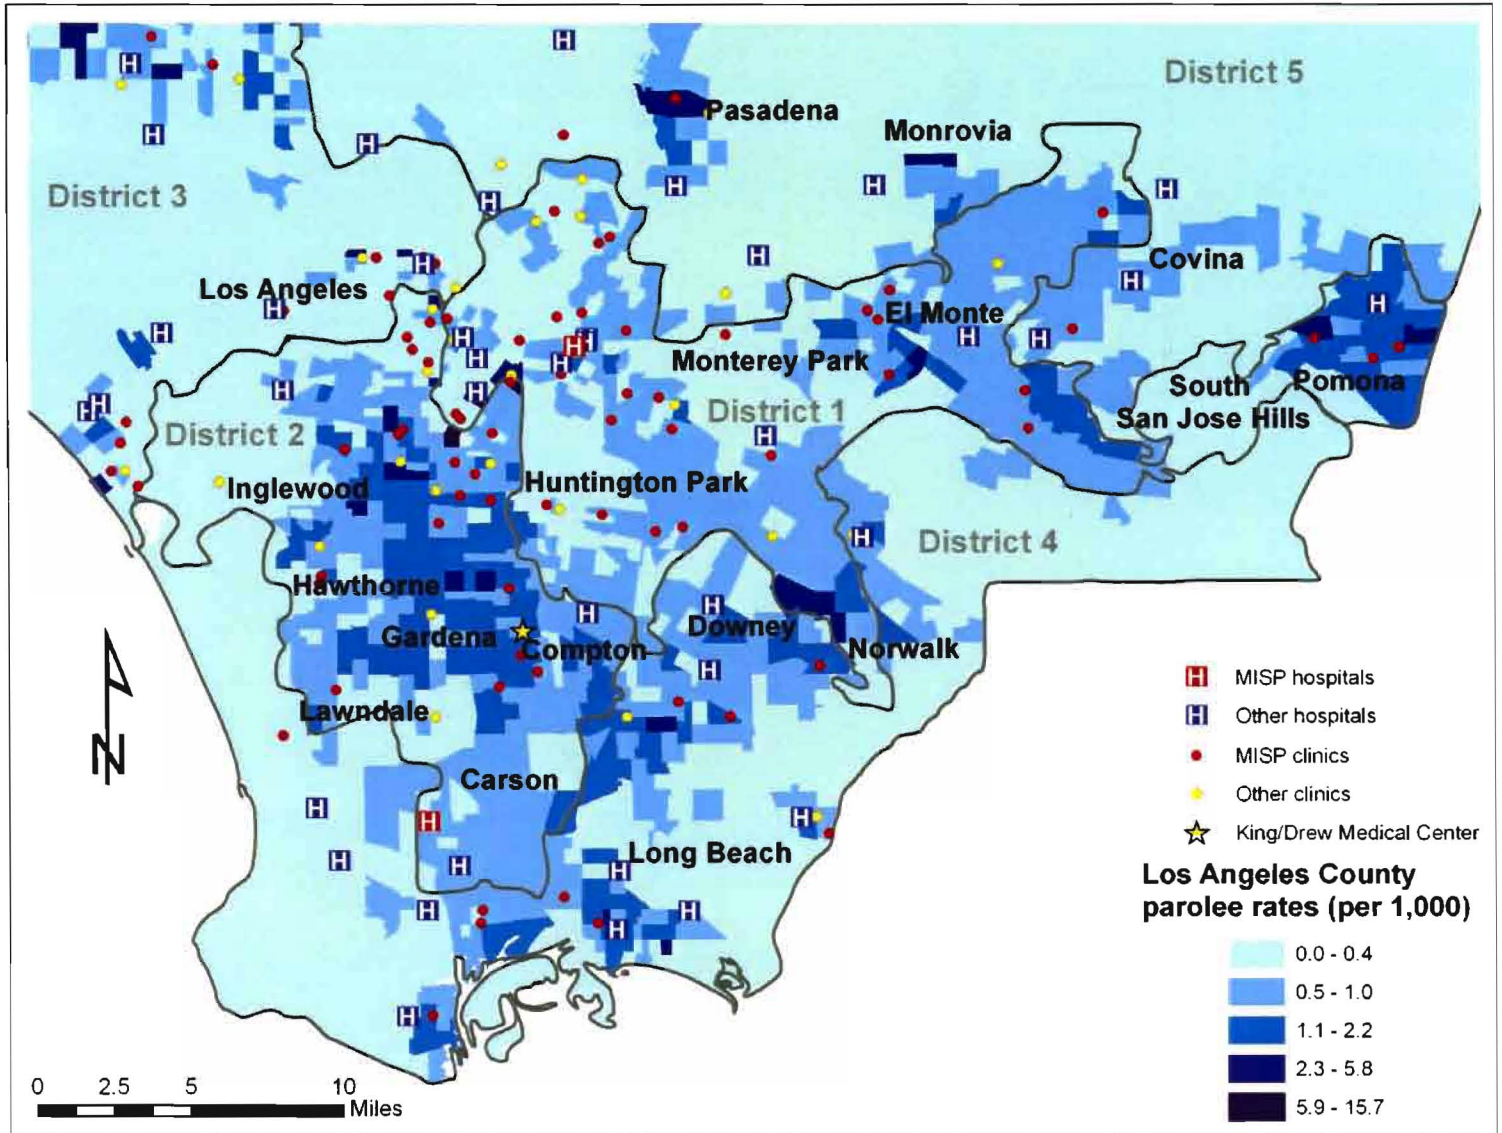 District 5
Pasadena
Monrovia
District 3
Covina
Los Angeles
El Monte
Monterey Park
South
San Jose Hills
Pomona
District 1
District 2
Inglewood
Huntington Park
District 4
Hawthorne
Gardena
Compton
Downey
Norwalk
Lawndale
Carson
Long Beach
N
H MISP hospitals
H Other hospitals
MISP clinics
Other clinics
King/Drew Medical Center
Los Angeles County
parolee rates (per 1,000)
0.0 - 0.4
0.5 - 1.0
1.1 - 2.2
2.3 - 5.8
5.9 - 15.7
0 2.5 5 10
Miles